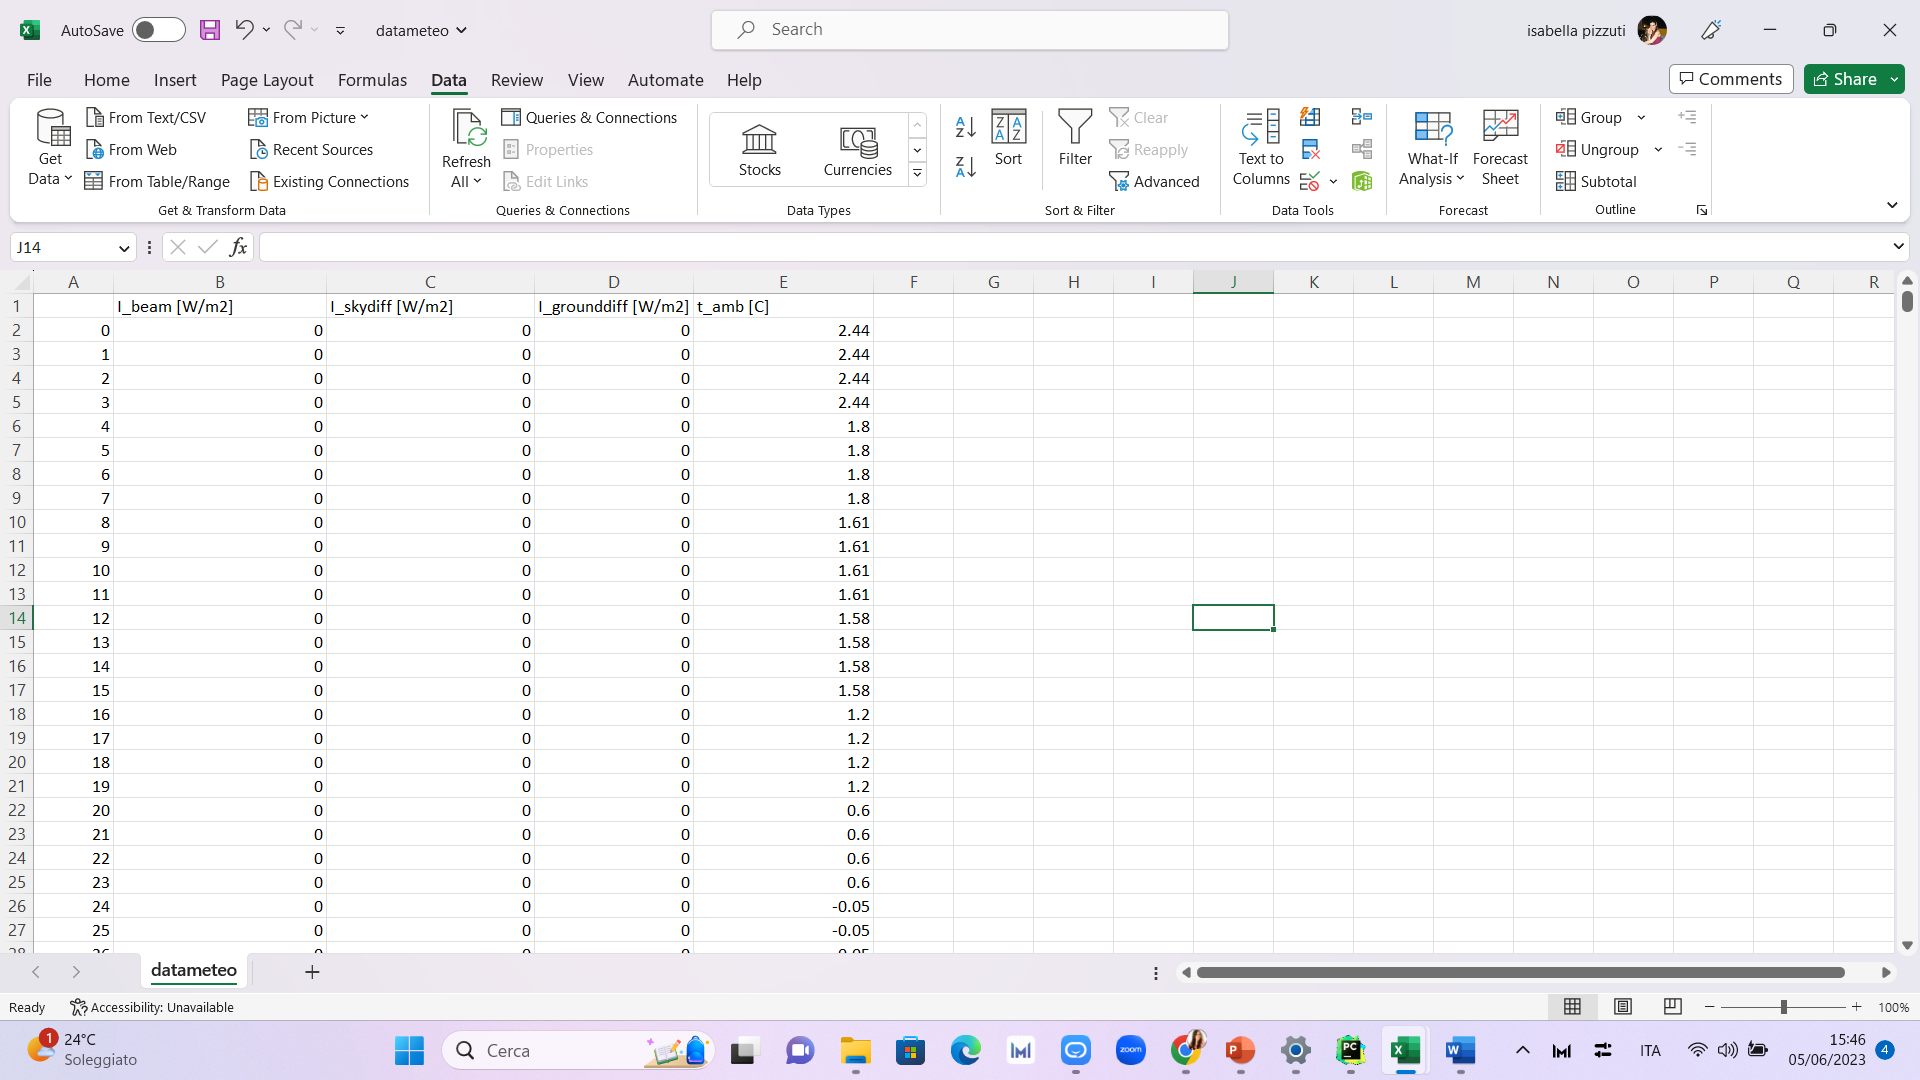 AutoSave datameteo Search isabella pizzuti
File Home Insert Page Layout Formulas Data Review View Automate Help Comments Share
Get Data From Text/CSV From Web From Table/Range From Picture Recent Sources Existing Connections
Get & Transform Data
Refresh All Queries & Connections Properties Edit Links
Queries & Connections
Stocks Currencies
Data Types
Sort Filter Clear Reapply Advanced
Sort & Filter
Text to Columns
Data Tools
What-If Analysis Forecast Sheet
Forecast
Group Ungroup Subtotal
Outline
J14 fx
A B C D E F G H I J K L M N O P Q R
1 I_beam [W/m2] I_skydiff [W/m2] I_grounddiff [W/m2] t_amb [C]
2 0 0 0 0 2.44
3 1 0 0 0 2.44
4 2 0 0 0 2.44
5 3 0 0 0 2.44
6 4 0 0 0 1.8
7 5 0 0 0 1.8
8 6 0 0 0 1.8
9 7 0 0 0 1.8
10 8 0 0 0 1.61
11 9 0 0 0 1.61
12 10 0 0 0 1.61
13 11 0 0 0 1.61
14 12 0 0 0 1.58
15 13 0 0 0 1.58
16 14 0 0 0 1.58
17 15 0 0 0 1.58
18 16 0 0 0 1.2
19 17 0 0 0 1.2
20 18 0 0 0 1.2
21 19 0 0 0 1.2
22 20 0 0 0 0.6
23 21 0 0 0 0.6
24 22 0 0 0 0.6
25 23 0 0 0 0.6
26 24 0 0 0 -0.05
27 25 0 0 0 -0.05
datameteo
Ready Accessibility: Unavailable 100%
1 24°C
Soleggiato
Cerca
zoom
ITA
15:46
05/06/2023
4